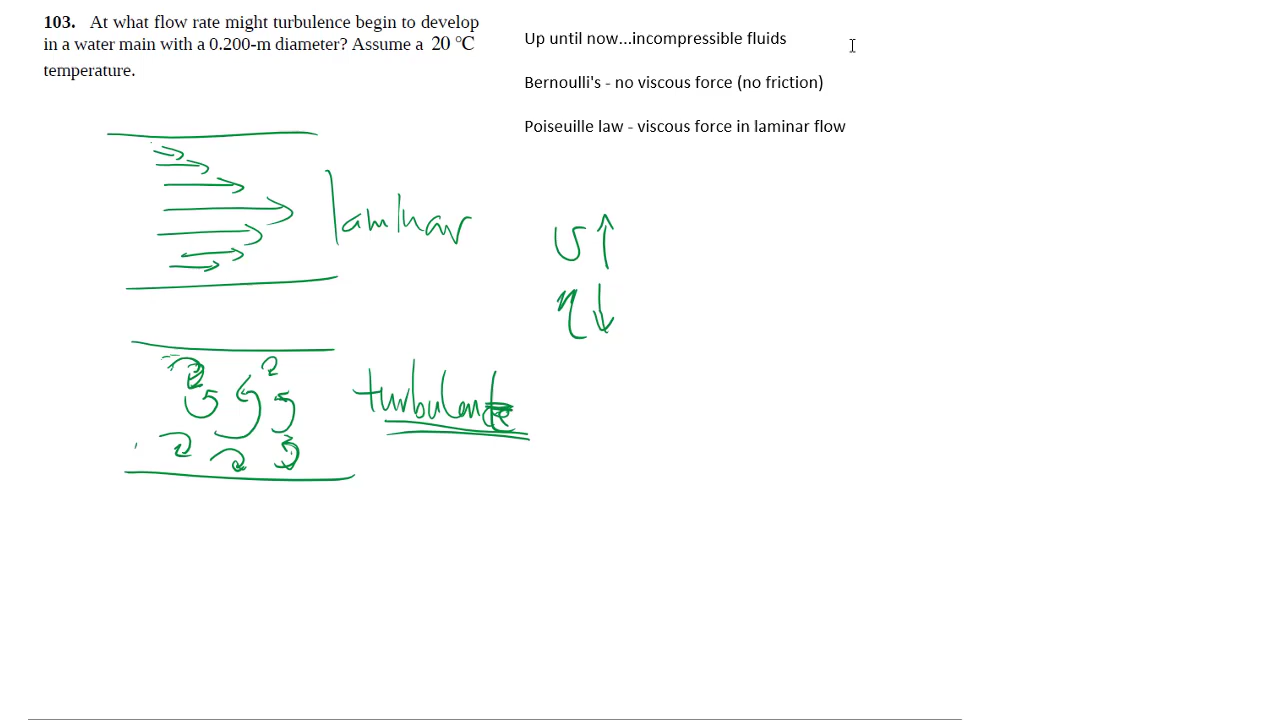 103. At what flow rate might turbulence begin to develop
in a water main with a 0.200-m diameter? Assume a 20 °C
temperature.
Up until now...incompressible fluids
Bernoulli's - no viscous force (no friction)
Poiseuille law - viscous force in laminar flow
laminar
υ↑
η↓
turbulent